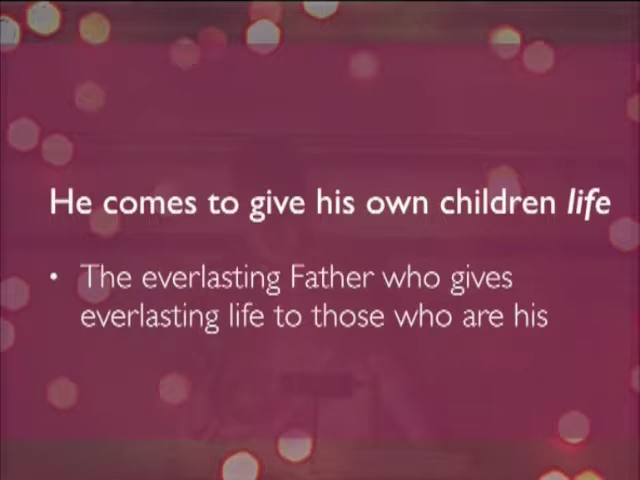 He comes to give his own children life
• The everlasting Father who gives
everlasting life to those who are his